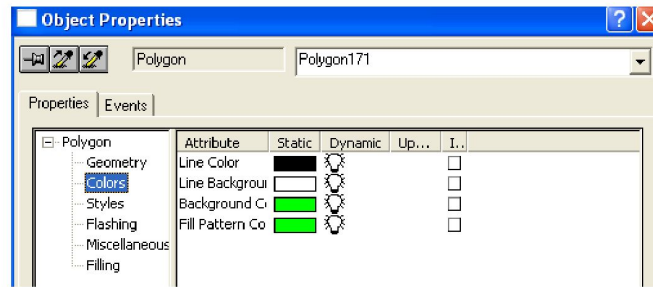 Object Properties
Polygon Polygon171
Properties Events
Polygon
Geometry
Colors
Styles
Flashing
Miscellaneous
Filling
Attribute Static Dynamic Up... I..
Line Color
Line Backgrour
Background C
Fill Pattern Co